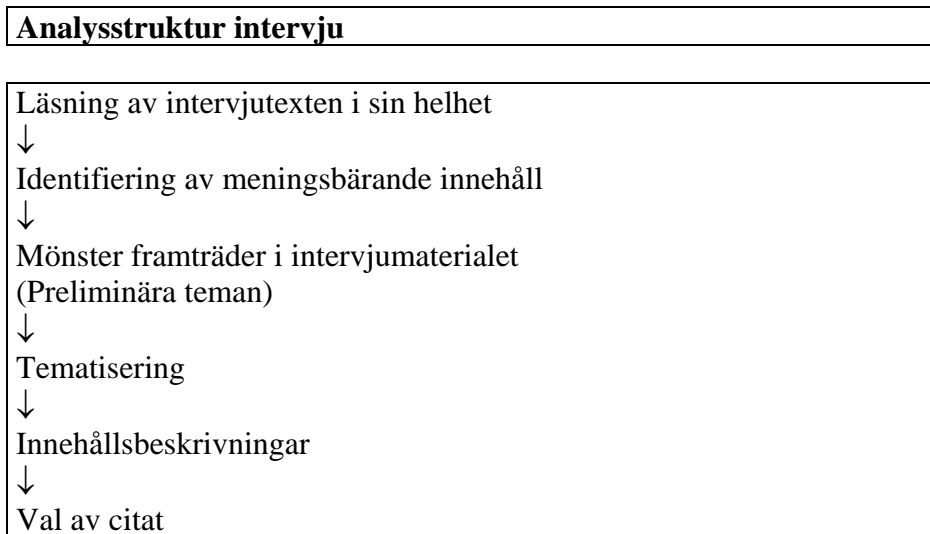 Analysstruktur intervju
Läsning av intervjutexten i sin helhet
↓
Identifiering av meningsbärande innehåll
↓
Mönster framträder i intervjumaterialet
(Preliminära teman)
↓
Tematisering
↓
Innehållsbeskrivningar
↓
Val av citat